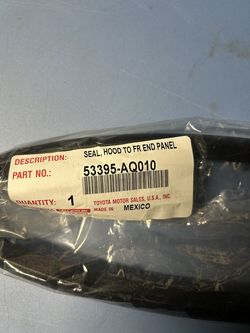 DESCRIPTION: SEAL, HOOD TO FR END PANEL
PART NO.: 53395-AQ010
QUANTITY: 1 TOYOTA MOTOR SALES, U.S.A., INC.
MADE IN MEXICO